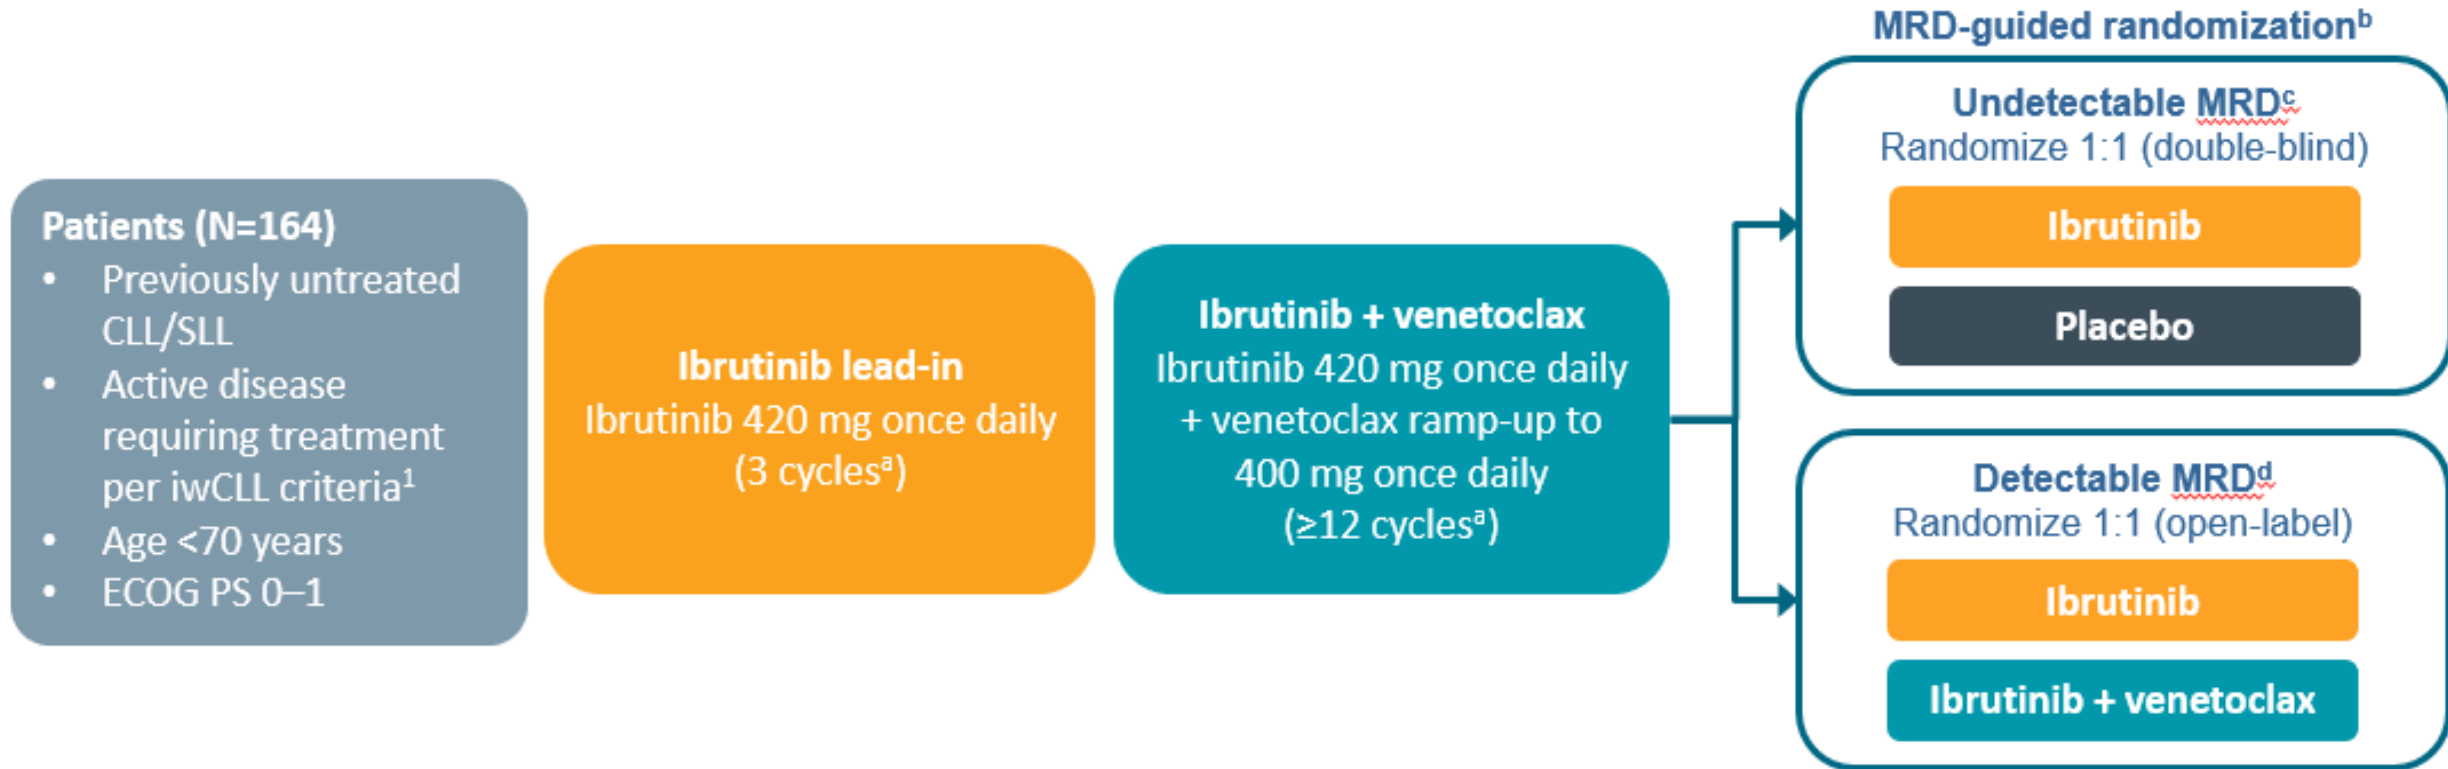 Patients (N=164)
• Previously untreated
CLL/SLL
• Active disease
requiring treatment
per iwCLL criteria¹
• Age <70 years
• ECOG PS 0–1
Ibrutinib lead-in
Ibrutinib 420 mg once daily
(3 cyclesᵃ)
Ibrutinib + venetoclax
Ibrutinib 420 mg once daily
+ venetoclax ramp-up to
400 mg once daily
(≥12 cyclesᵃ)
MRD-guided randomizationᵇ
Undetectable MRDᶜ
Randomize 1:1 (double-blind)
Ibrutinib
Placebo
Detectable MRDᵈ
Randomize 1:1 (open-label)
Ibrutinib
Ibrutinib + venetoclax